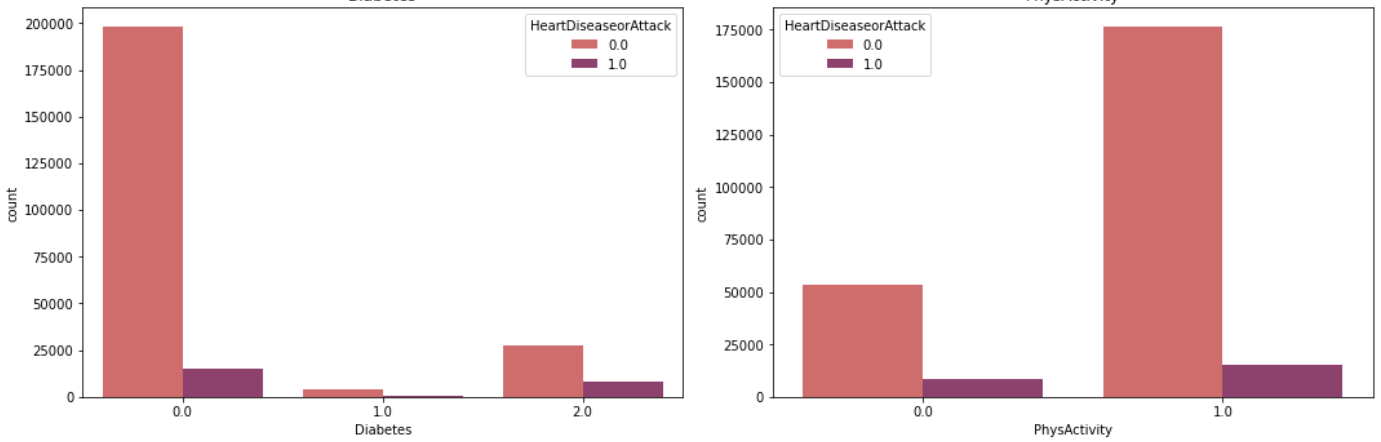 Diabetes
HeartDiseaseorAttack
0.0
1.0
200000
175000
150000
125000
100000
75000
50000
25000
0
count
0.0 1.0 2.0
Diabetes
PhysActivity
HeartDiseaseorAttack
0.0
1.0
175000
150000
125000
100000
75000
50000
25000
0
count
0.0 1.0
PhysActivity